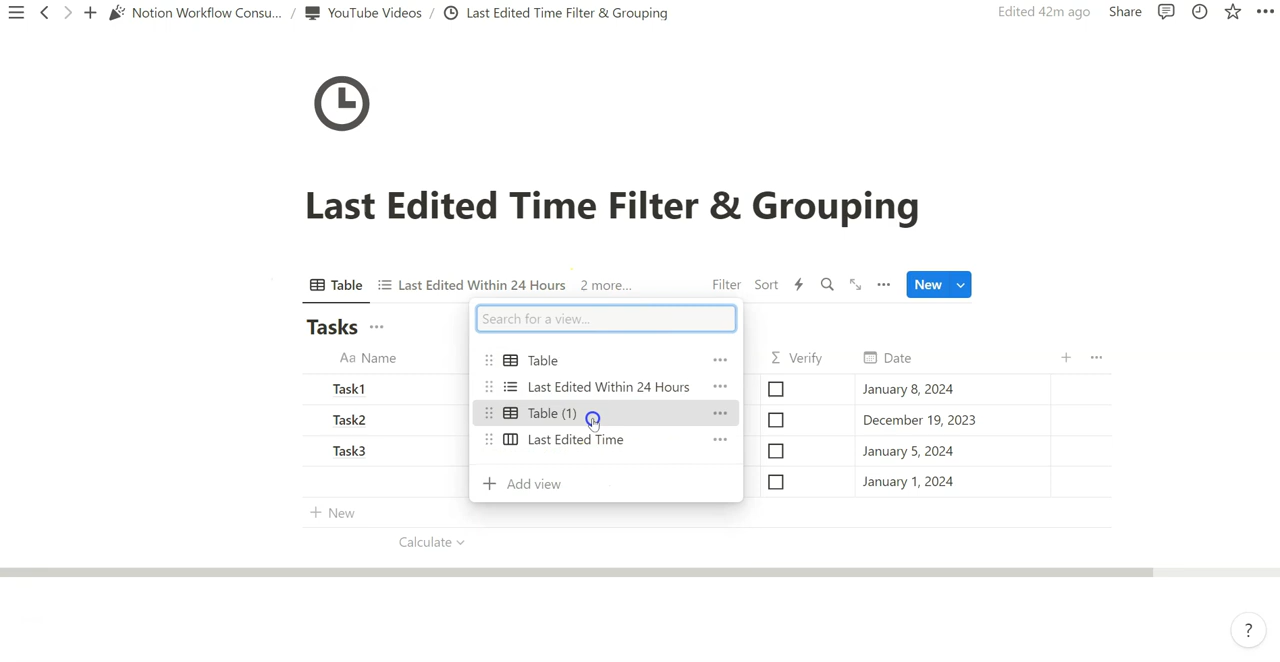 Notion Workflow Consu... / YouTube Videos / Last Edited Time Filter & Grouping Edited 42m ago Share
Last Edited Time Filter & Grouping
Table Last Edited Within 24 Hours 2 more... Filter Sort New
Search for a view...
Tasks
Aa Name Σ Verify Date
Table
Last Edited Within 24 Hours
Table (1)
Last Edited Time
+ Add view
Task1 January 8, 2024
Task2 December 19, 2023
Task3 January 5, 2024
January 1, 2024
+ New
Calculate
?